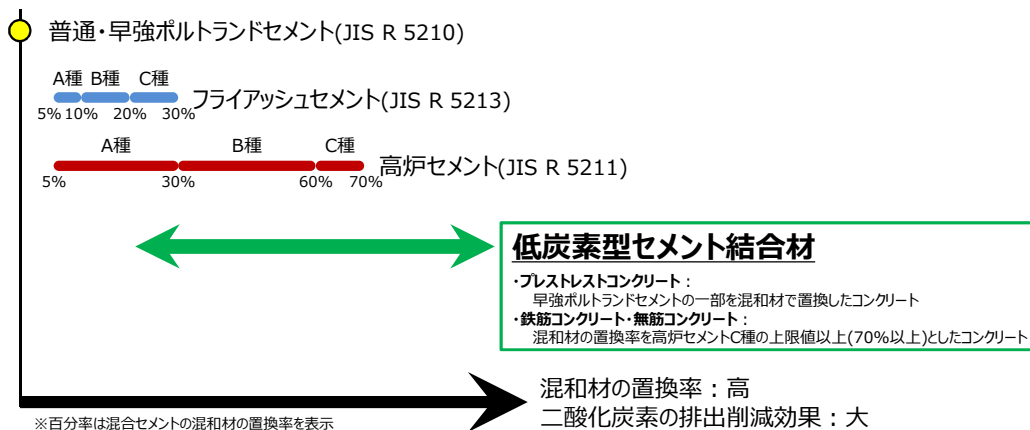 普通・早強ポルトランドセメント(JIS R 5210)
A種 B種 C種
5% 10% 20% 30%
フライアッシュセメント(JIS R 5213)
A種 B種 C種
5% 30% 60% 70%
高炉セメント(JIS R 5211)
低炭素型セメント結合材
・プレストレストコンクリート：
早強ポルトランドセメントの一部を混和材で置換したコンクリート
・鉄筋コンクリート・無筋コンクリート：
混和材の置換率を高炉セメントC種の上限値以上(70%以上)としたコンクリート
混和材の置換率：高
二酸化炭素の排出削減効果：大
※百分率は混合セメントの混和材の置換率を表示